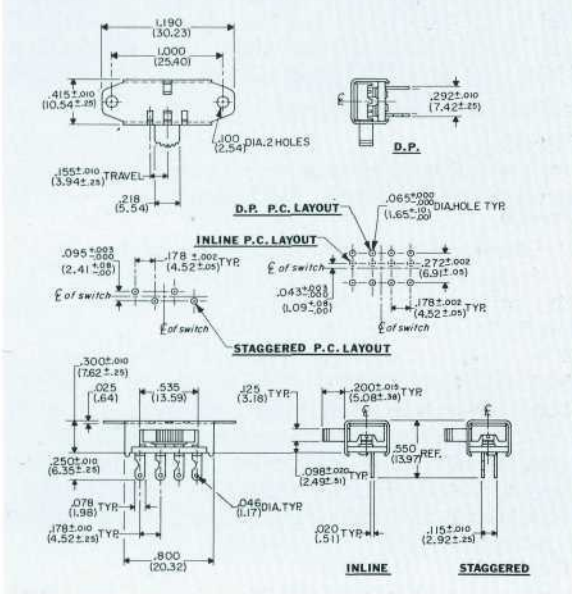 1.190
(30.23)
1.000
(25.40)
.415±.010
(10.54±.25)
.100 DIA. 2 HOLES
(2.54)
.155±.010 TRAVEL
(3.94±.25)
.218
(5.54)
℄
.292±.010
(7.42±.25)
D.P.
D.P. P.C. LAYOUT
.065+.000 -.000 DIA. HOLE TYP.
(1.65+.10 -.00)
INLINE P.C. LAYOUT
.095+.003 -.000
(2.41+.08 -.00)
.178±.002 TYP.
(4.52±.05)
℄ of switch
℄ of switch
℄ of switch
.043+.003 -.000
(1.09+.08 -.00)
.272±.002
(6.91±.05)
.178±.002 TYP.
(4.52±.05)
℄ of switch
STAGGERED P.C. LAYOUT
.300±.010
(7.62±.25)
.025
(.64)
.535
(13.59)
.250±.010
(6.35±.25)
.078 TYP.
(1.98)
.046 DIA. TYP.
(1.17)
.178±.010 TYP.
(4.52±.25)
.800
(20.32)
.125 TYP.
(3.18)
.200±.015 TYP.
(5.08±.38)
℄
℄
.550 REF.
(13.97)
.098±.020 TYP.
(2.49±.51)
.020 TYP.
(.51)
.115±.010
(2.92±.25)
INLINE
STAGGERED